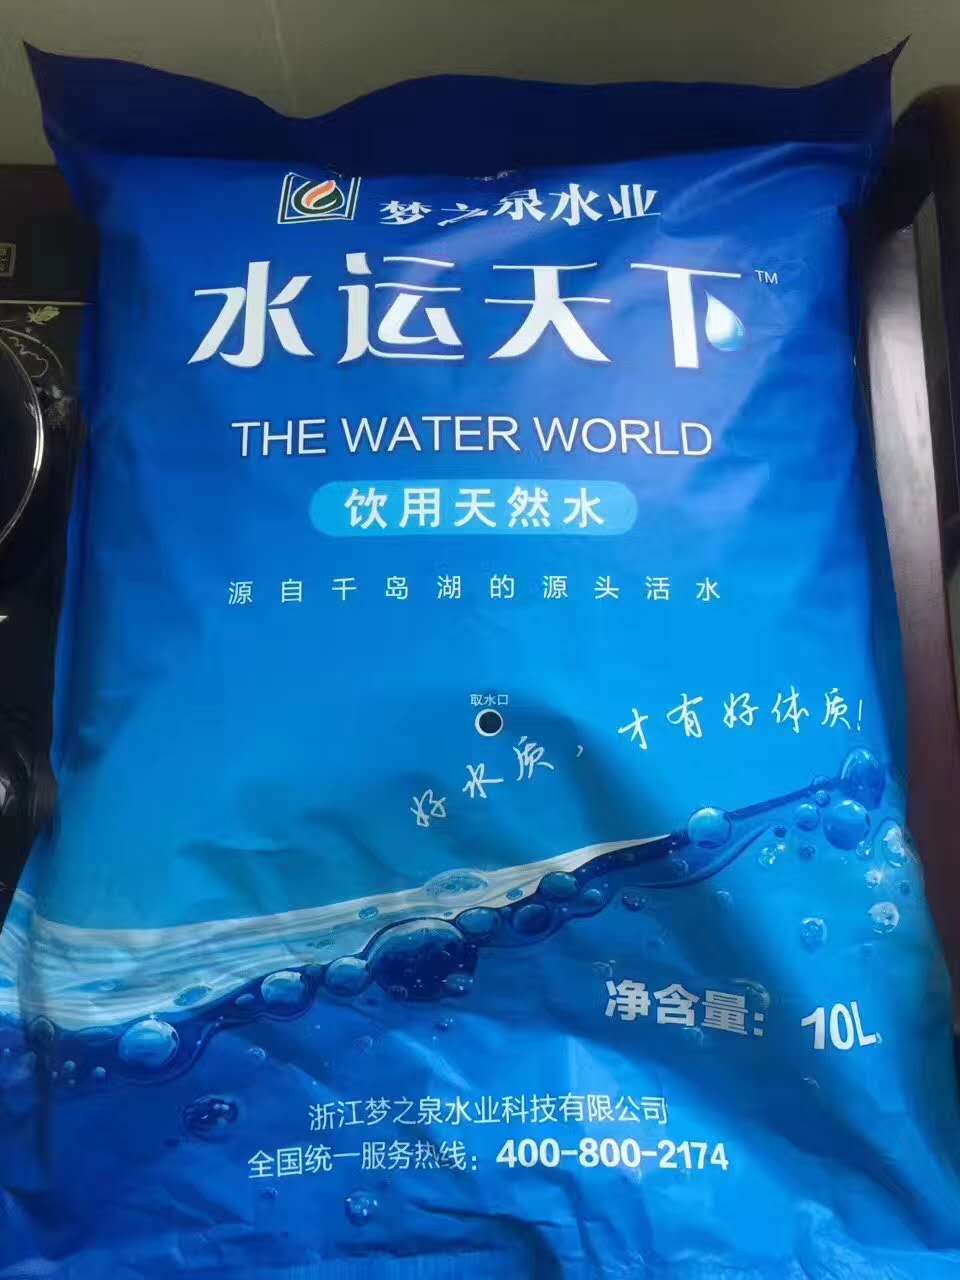 梦之泉水业
水运天下™
THE WATER WORLD
饮用天然水
源自千岛湖的源头活水
取水口
好水质，才有好体质！
净含量：10L
浙江梦之泉水业科技有限公司
全国统一服务热线：400-800-2174